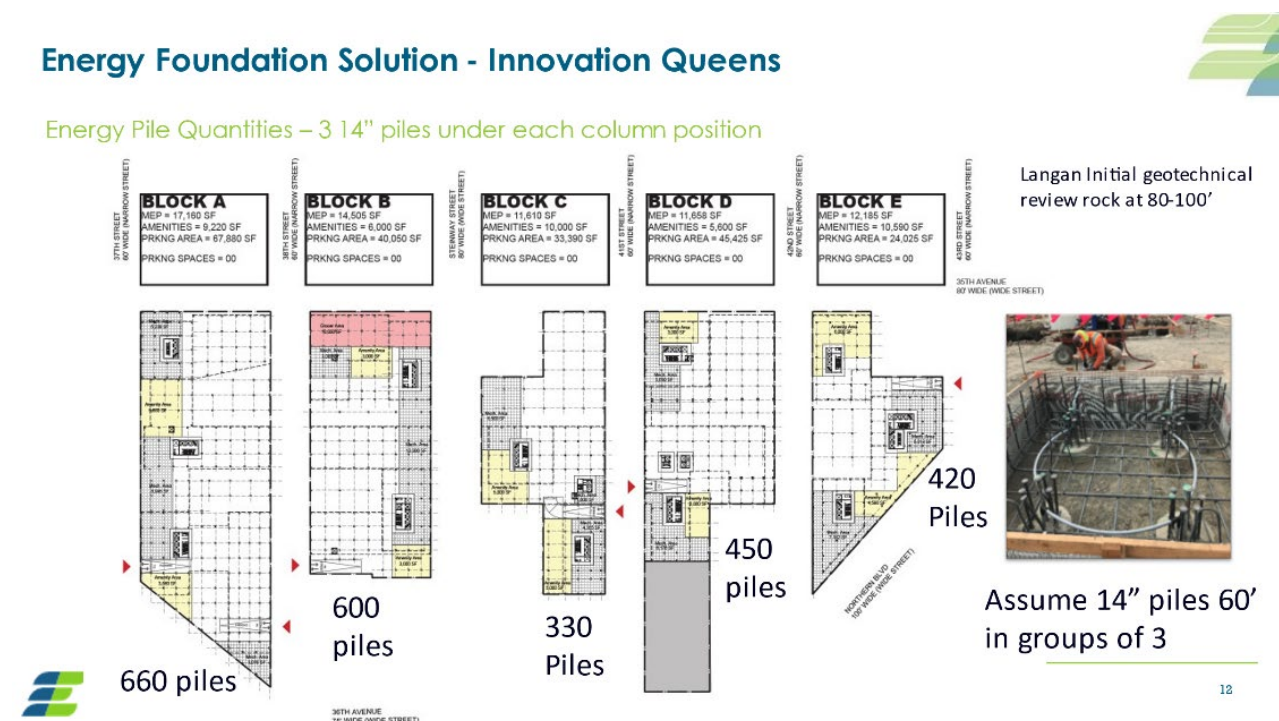 Energy Foundation Solution - Innovation Queens
Energy Pile Quantities – 3 14” piles under each column position
37TH STREET
60' WIDE (NARROW STREET)
BLOCK A
MEP = 17,160 SF
AMENITIES = 9,220 SF
PRKNG AREA = 67,880 SF
PRKNG SPACES = 00
38TH STREET
60' WIDE (NARROW STREET)
BLOCK B
MEP = 14,505 SF
AMENITIES = 6,000 SF
PRKNG AREA = 40,050 SF
PRKNG SPACES = 00
STEINWAY STREET
80' WIDE (WIDE STREET)
BLOCK C
MEP = 11,610 SF
AMENITIES = 10,000 SF
PRKNG AREA = 33,390 SF
PRKNG SPACES = 00
41ST STREET
60' WIDE (NARROW STREET)
BLOCK D
MEP = 11,658 SF
AMENITIES = 5,600 SF
PRKNG AREA = 45,425 SF
PRKNG SPACES = 00
42ND STREET
60' WIDE (NARROW STREET)
BLOCK E
MEP = 12,185 SF
AMENITIES = 10,590 SF
PRKNG AREA = 24,025 SF
PRKNG SPACES = 00
43RD STREET
60' WIDE (NARROW STREET)
Langan Initial geotechnical
review rock at 80-100’
35TH AVENUE
80' WIDE (WIDE STREET)
660 piles
600
piles
330
Piles
450
piles
420
Piles
NORTHERN BLVD
100' WIDE (WIDE STREET)
Assume 14” piles 60’
in groups of 3
36TH AVENUE
12